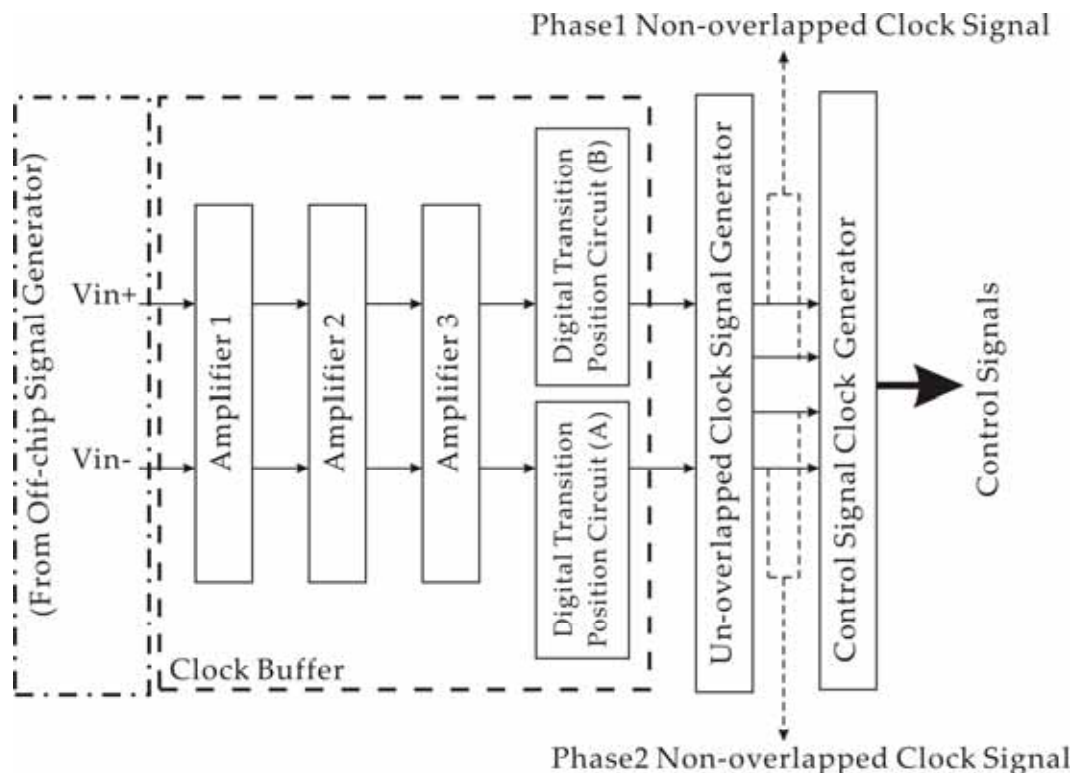 Phase1 Non-overlapped Clock Signal
(From Off-chip Signal Generator)
Vin+
Vin-
Amplifier 1
Amplifier 2
Amplifier 3
Digital Transition
Position Circuit (B)
Digital Transition
Position Circuit (A)
Clock Buffer
Un-overlapped Clock Signal Generator
Control Signal Clock Generator
Control Signals
Phase2 Non-overlapped Clock Signal